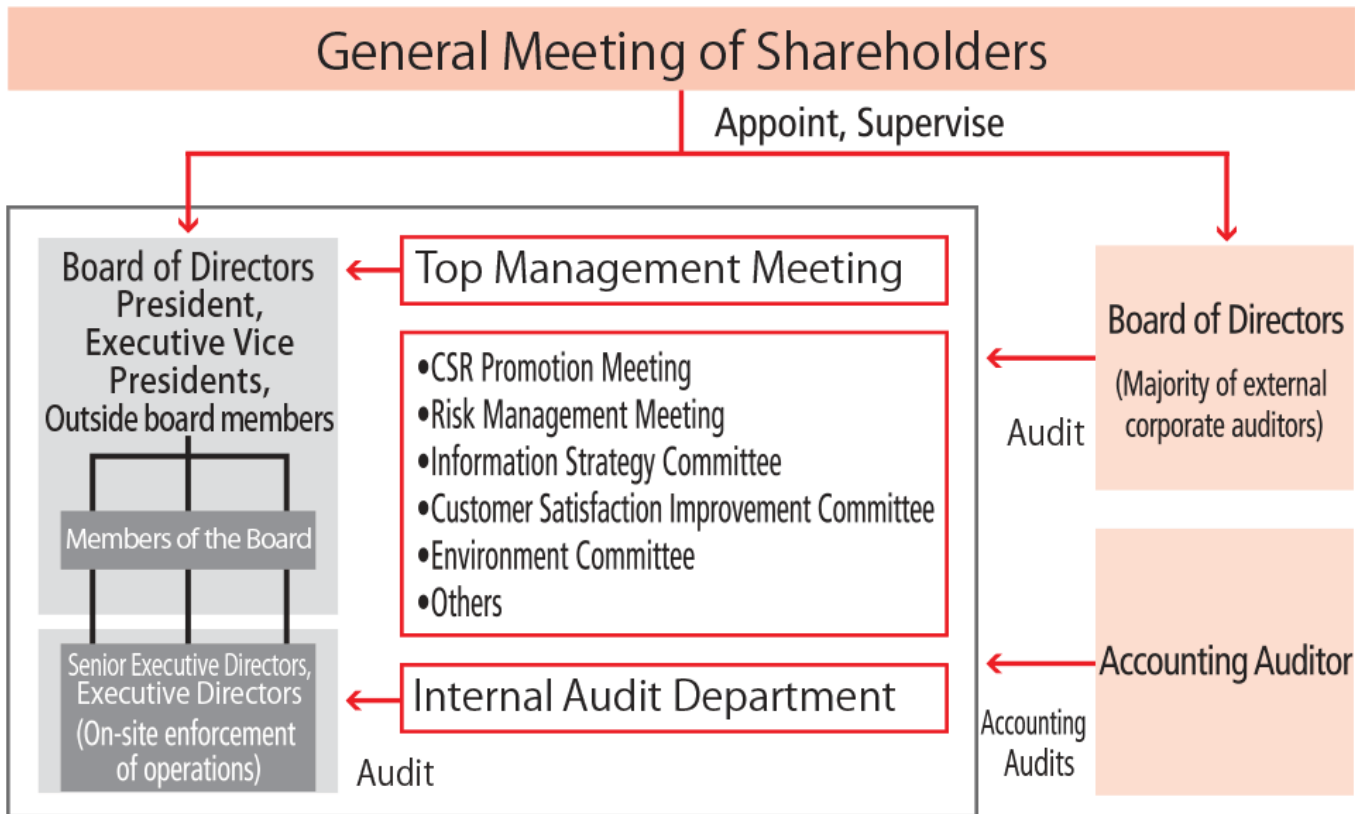 General Meeting of Shareholders
Appoint, Supervise
Board of Directors
President,
Executive Vice
Presidents,
Outside board members
Members of the Board
Senior Executive Directors,
Executive Directors
(On-site enforcement
of operations)
Top Management Meeting
•CSR Promotion Meeting
•Risk Management Meeting
•Information Strategy Committee
•Customer Satisfaction Improvement Committee
•Environment Committee
•Others
Internal Audit Department
Audit
Board of Directors
(Majority of external
corporate auditors)
Audit
Accounting Auditor
Accounting
Audits